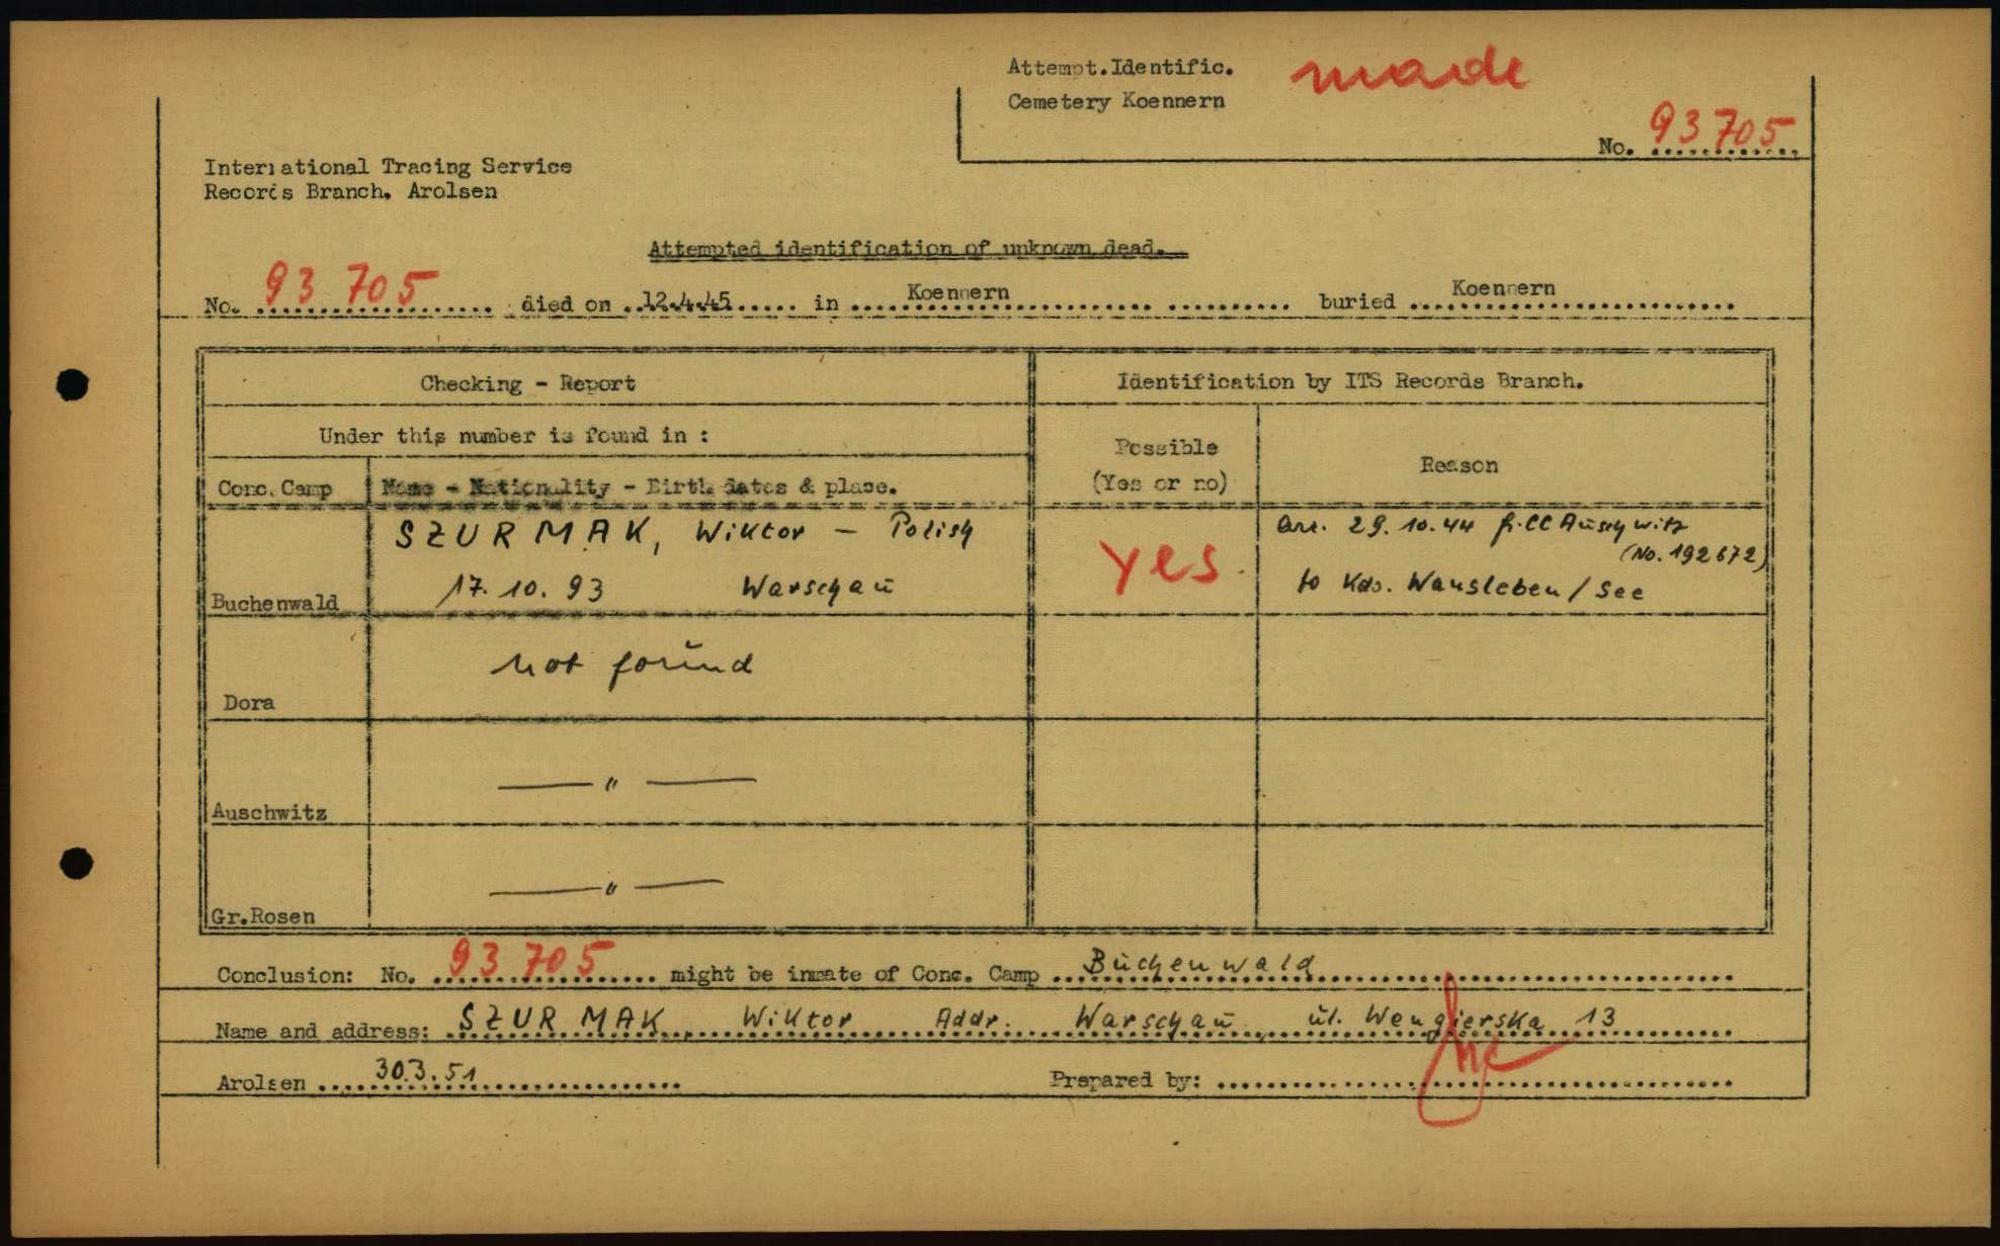 Attempt.Identific. made
Cemetery Koennern
No. 93705
International Tracing Service
Records Branch. Arolsen
Attempted identification of unknown dead.
No. 93 705 died on 12.4.45 in Koennern buried Koennern
Checking - Report
Identification by ITS Records Branch.
Under this number is found in :
Possible
(Yes or no)
Reason
Conc. Camp
Name - Nationality - Birth dates & place.
SZURMAK, Wiktor - Polish
17.10.93 Warschau
Buchenwald
yes
arr. 29.10.44 fr. CC Auschwitz
(No. 192672)
to Kdo. Wansleben / See
not found
Dora
— " —
Auschwitz
— " —
Gr.Rosen
Conclusion: No. 93705 might be inmate of Conc. Camp Buchenwald
Name and address: SZURMAK Wiktor Addr. Warschau, ul. Wengierska 13
Arolsen 30.3.51
Prepared by: